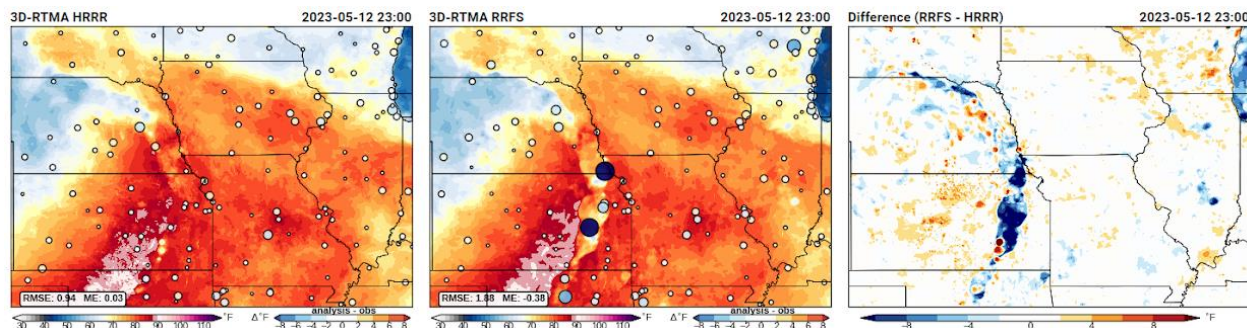 3D-RTMA HRRR 2023-05-12 23:00
RMSE: 0.94 ME: 0.03
30 40 50 60 70 80 90 100 110 °F
Δ°F analysis - obs
-8 -6 -4 -2 0 2 4 6 8
3D-RTMA RRFS 2023-05-12 23:00
RMSE: 1.88 ME: -0.38
30 40 50 60 70 80 90 100 110 °F
Δ°F analysis - obs
-8 -6 -4 -2 0 2 4 6 8
Difference (RRFS - HRRR) 2023-05-12 23:00
-8 -4 0 4 8 °F